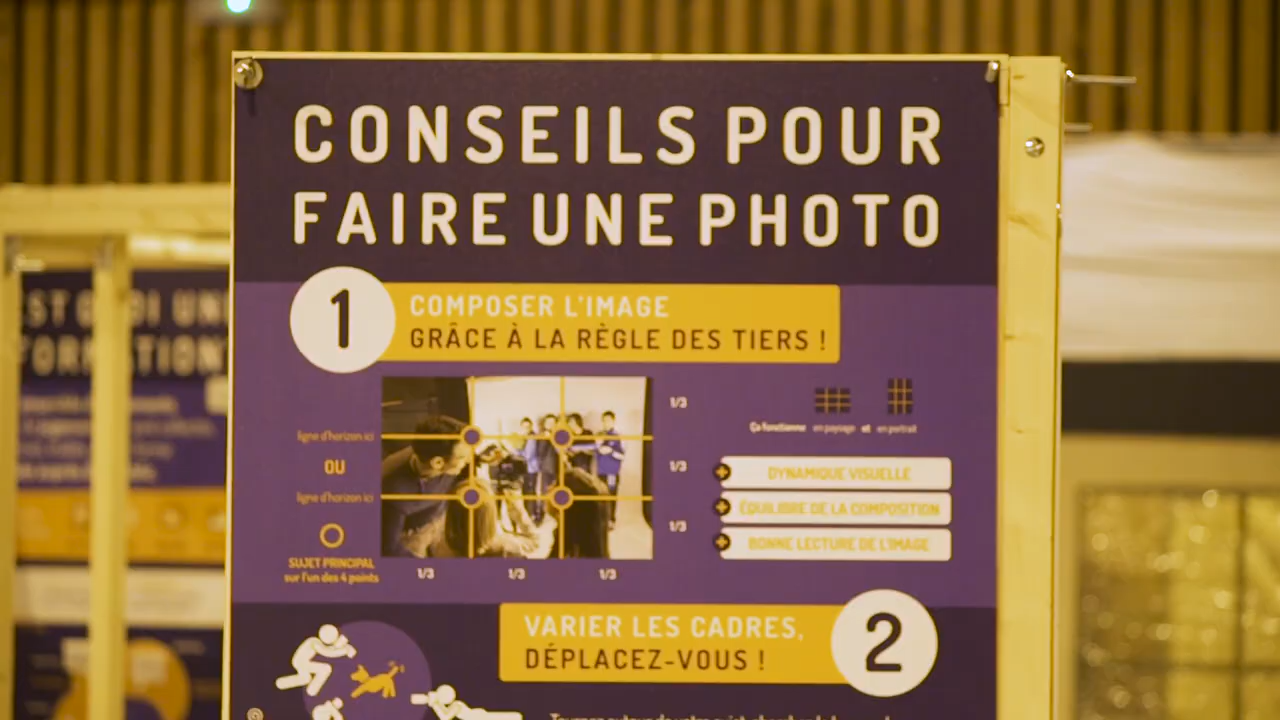 CONSEILS POUR
FAIRE UNE PHOTO
1
COMPOSER L'IMAGE
GRÂCE À LA RÈGLE DES TIERS !
ligne d'horizon ici
OU
ligne d'horizon ici
SUJET PRINCIPAL
sur l'un des 4 points
1/3
1/3
1/3
1/3
1/3
1/3
Ça fonctionne en paysage et en portrait
DYNAMIQUE VISUELLE
ÉQUILIBRE DE LA COMPOSITION
BONNE LECTURE DE L'IMAGE
VARIER LES CADRES,
DÉPLACEZ-VOUS !
2